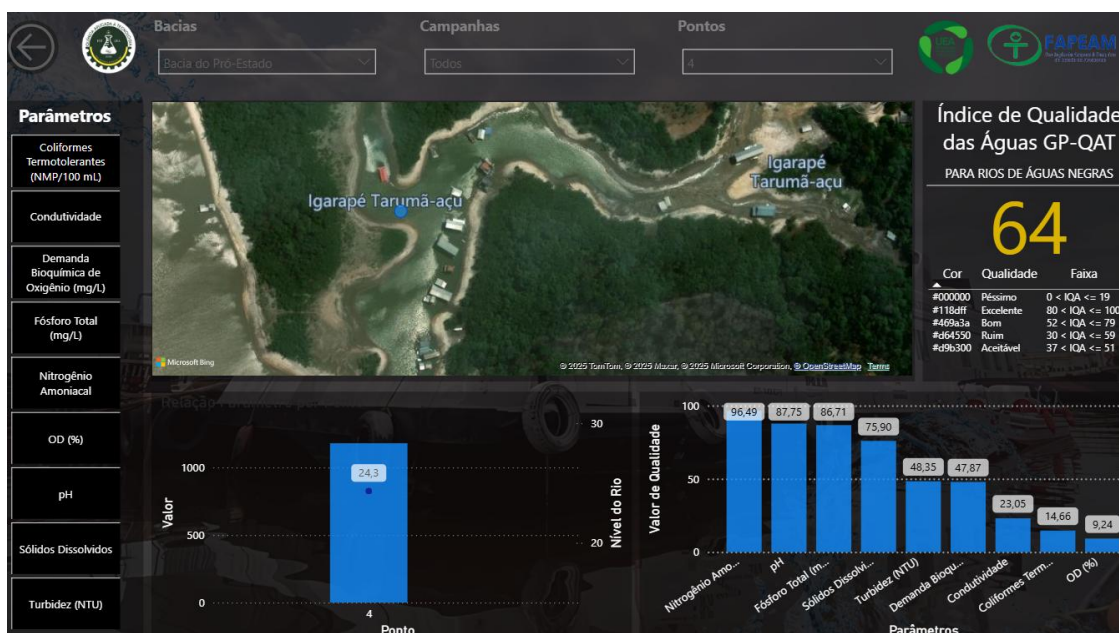 Bacias
Campanhas
Pontos
Bacia do Pró-Estado
Todos
4
UEA
FAPEAM
Parâmetros
Coliformes
Termotolerantes
(NMP/100 mL)
Condutividade
Demanda
Bioquímica de
Oxigênio (mg/L)
Fósforo Total
(mg/L)
Nitrogênio
Amoniacal
OD (%)
pH
Sólidos Dissolvidos
Turbidez (NTU)
Igarapé Tarumã-açu
Igarapé
Tarumã-açu
Microsoft Bing
© 2025 TomTom, © 2025 Maxar, © 2025 Microsoft Corporation, © OpenStreetMap Terms
Índice de Qualidade
das Águas GP-QAT
PARA RIOS DE ÁGUAS NEGRAS
64
Cor Qualidade Faixa
#000000 Péssimo 0 < IQA <= 19
#118dff Excelente 80 < IQA <= 100
#469a3a Bom 52 < IQA <= 79
#d64550 Ruim 30 < IQA <= 59
#d9b300 Aceitável 37 < IQA <= 51
Valor
1000
500
0
24,3
4
Ponto
30
20
Nível do Rio
Valor de Qualidade
100
50
0
96,49
87,75
86,71
75,90
48,35
47,87
23,05
14,66
9,24
Nitrogênio Amo...
pH
Fósforo Total (m...
Sólidos Dissolvi...
Turbidez (NTU)
Demanda Bioqu...
Condutividade
Coliformes Term...
OD (%)
Parâmetros